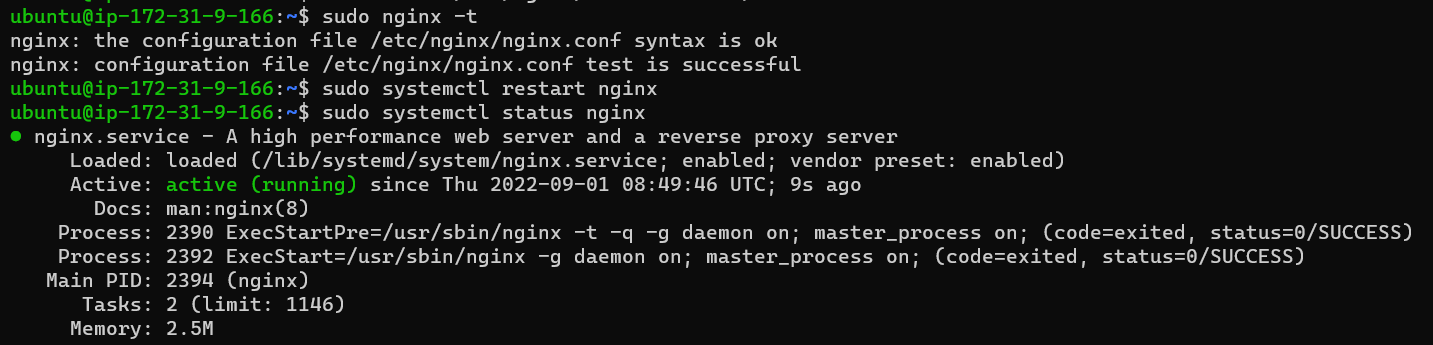 ubuntu@ip-172-31-9-166:~$ sudo nginx -t
nginx: the configuration file /etc/nginx/nginx.conf syntax is ok
nginx: configuration file /etc/nginx/nginx.conf test is successful
ubuntu@ip-172-31-9-166:~$ sudo systemctl restart nginx
ubuntu@ip-172-31-9-166:~$ sudo systemctl status nginx
● nginx.service - A high performance web server and a reverse proxy server
Loaded: loaded (/lib/systemd/system/nginx.service; enabled; vendor preset: enabled)
Active: active (running) since Thu 2022-09-01 08:49:46 UTC; 9s ago
Docs: man:nginx(8)
Process: 2390 ExecStartPre=/usr/sbin/nginx -t -q -g daemon on; master_process on; (code=exited, status=0/SUCCESS)
Process: 2392 ExecStart=/usr/sbin/nginx -g daemon on; master_process on; (code=exited, status=0/SUCCESS)
Main PID: 2394 (nginx)
Tasks: 2 (limit: 1146)
Memory: 2.5M